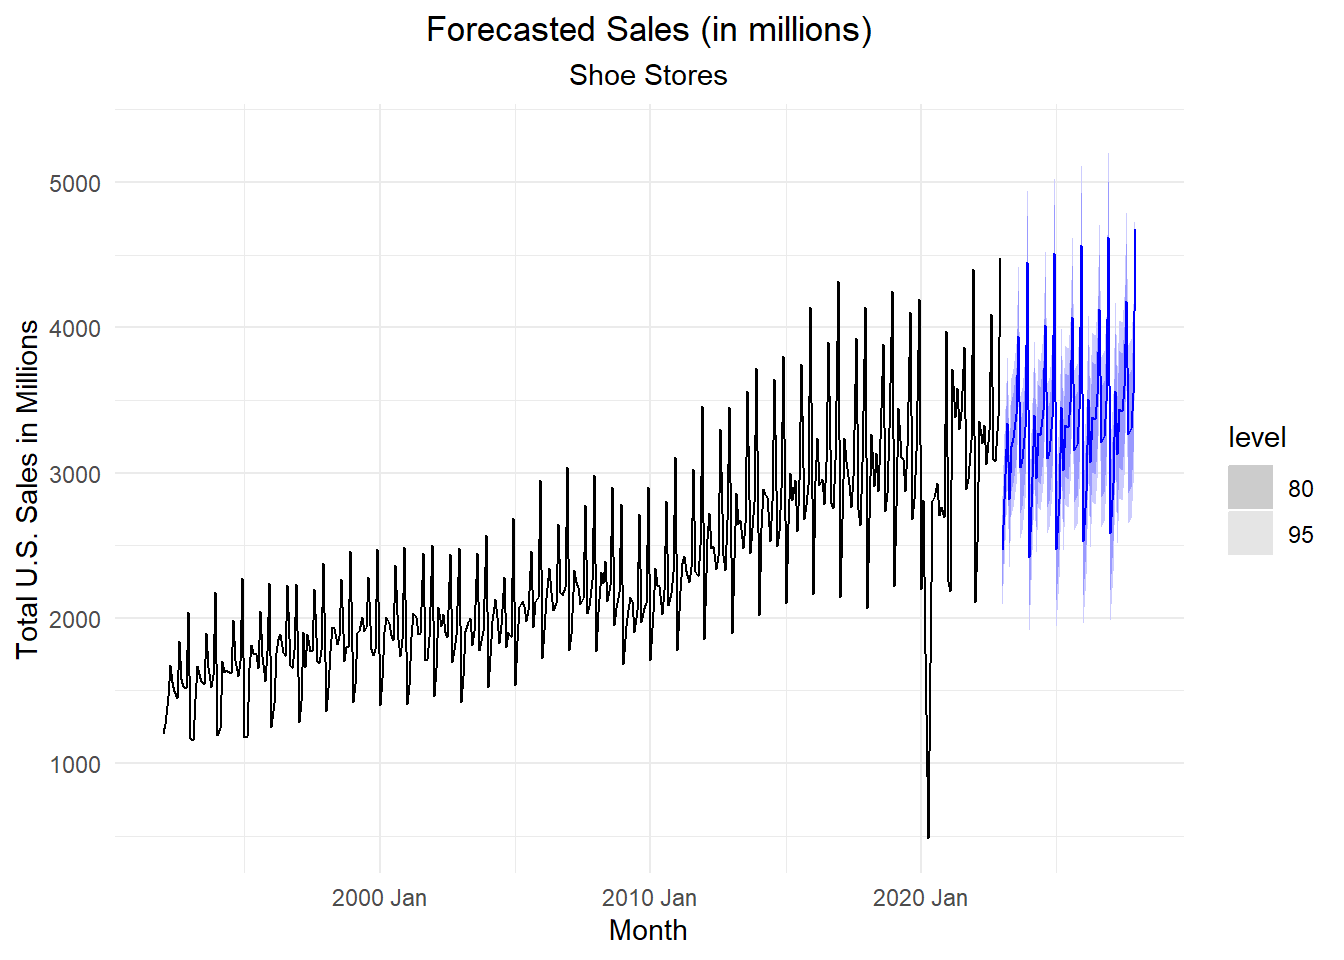 Forecasted Sales (in millions)
Shoe Stores
Total U.S. Sales in Millions
5000
4000
3000
2000
1000
2000 Jan
2010 Jan
2020 Jan
Month
level
80
95